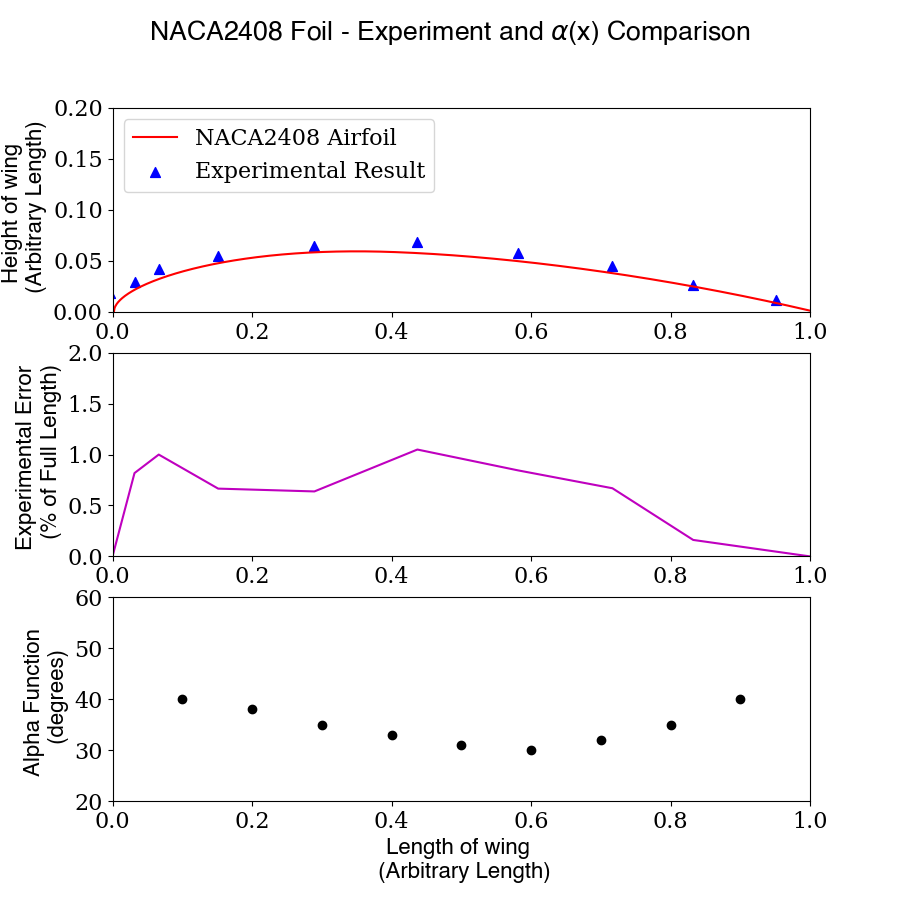 NACA2408 Foil - Experiment and α(x) Comparison
0.20
0.15
0.10
0.05
0.00
Height of wing
(Arbitrary Length)
NACA2408 Airfoil
Experimental Result
0.0 0.2 0.4 0.6 0.8 1.0
2.0
1.5
1.0
0.5
0.0
Experimental Error
(% of Full Length)
0.0 0.2 0.4 0.6 0.8 1.0
60
50
40
30
20
Alpha Function
(degrees)
0.0 0.2 0.4 0.6 0.8 1.0
Length of wing
(Arbitrary Length)